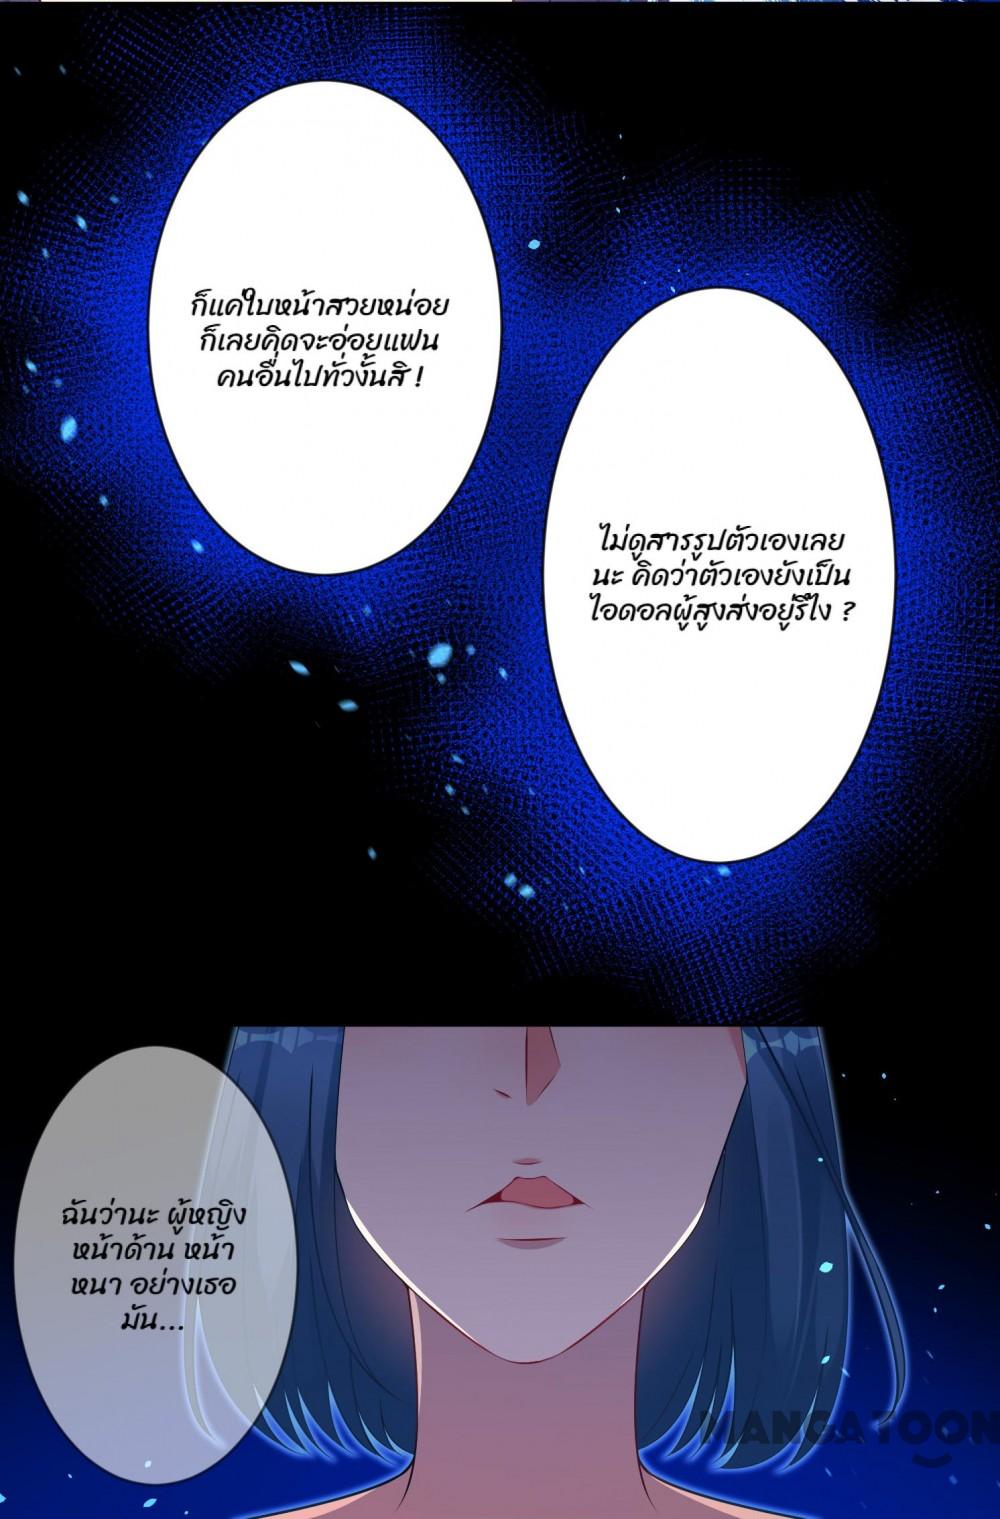 ก็แค่ใบหน้าสวยหน่อย
ก็เลยคิดจะอ่อยแฟน
คนอื่นไปทั่วงั้นสิ !
ไม่ดูสารรูปตัวเองเลย
นะ คิดว่าตัวเองยังเป็น
ไอดอลผู้สูงส่งอยู่รึไง ?
ฉันว่านะ ผู้หญิง
หน้าด้าน หน้า
หนา อย่างเธอ
มัน...
MANGATOON